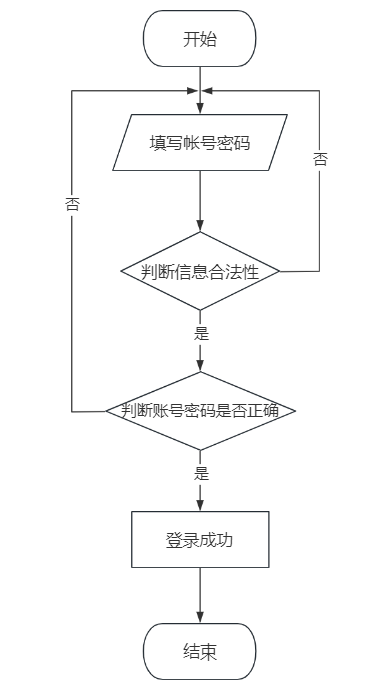 开始
填写帐号密码
否
否
判断信息合法性
是
判断账号密码是否正确
是
登录成功
结束